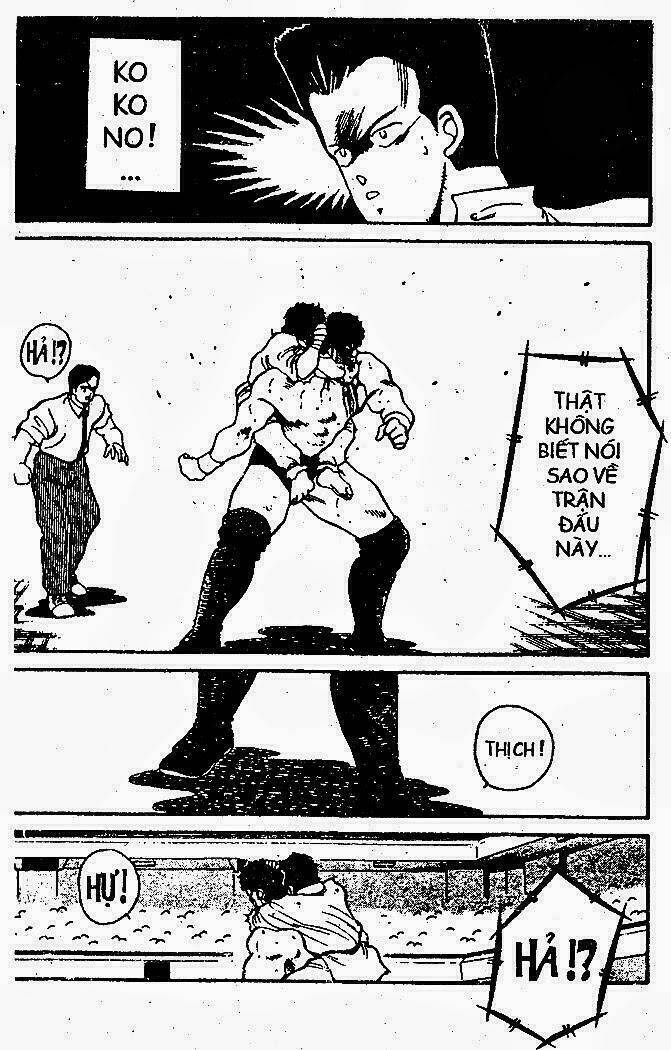 KO
KO
NO!
...
HẢ!?
THẬT
KHÔNG
BIẾT NÓI
SAO VỀ
TRẬN
ĐẤU
NÀY...
THỊCH!
HỰ!
HẢ!?